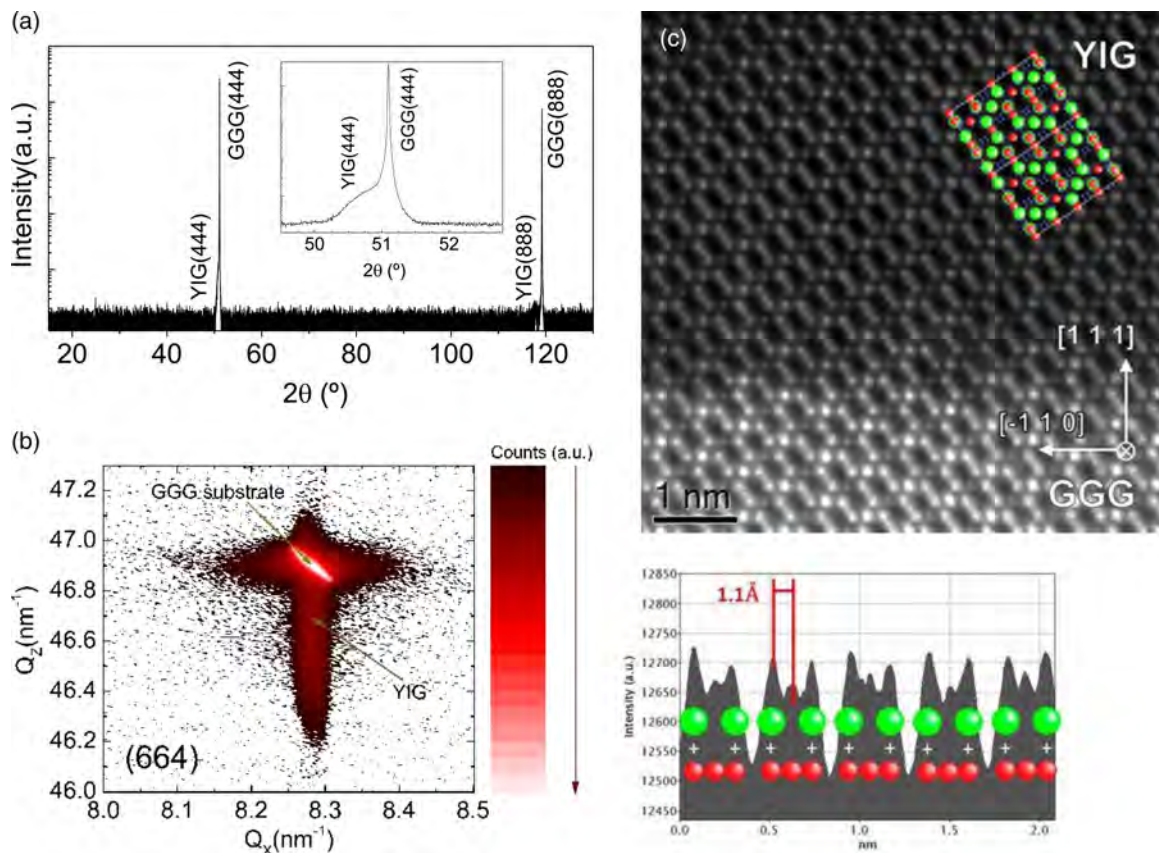 (a)
Intensity(a.u.)
YIG(444)
GGG(444)
YIG(888)
GGG(888)
20 40 60 80 100 120
2θ (º)
YIG(444)
GGG(444)
50 51 52
2θ (º)
(b)
Counts (a.u.)
47.2
47.0
46.8
46.6
46.4
46.2
46.0
Q_z(nm⁻¹)
GGG substrate
YIG
(664)
8.0 8.1 8.2 8.3 8.4 8.5
Q_x(nm⁻¹)
(c)
YIG
[1 1 1]
[-1 1 0]
GGG
1 nm
12850
12800
12750
12700
12650
12600
12550
12500
12450
Intensity (a.u.)
1.1Å
+ + + + + + + + + +
0.0 0.5 1.0 1.5 2.0
nm